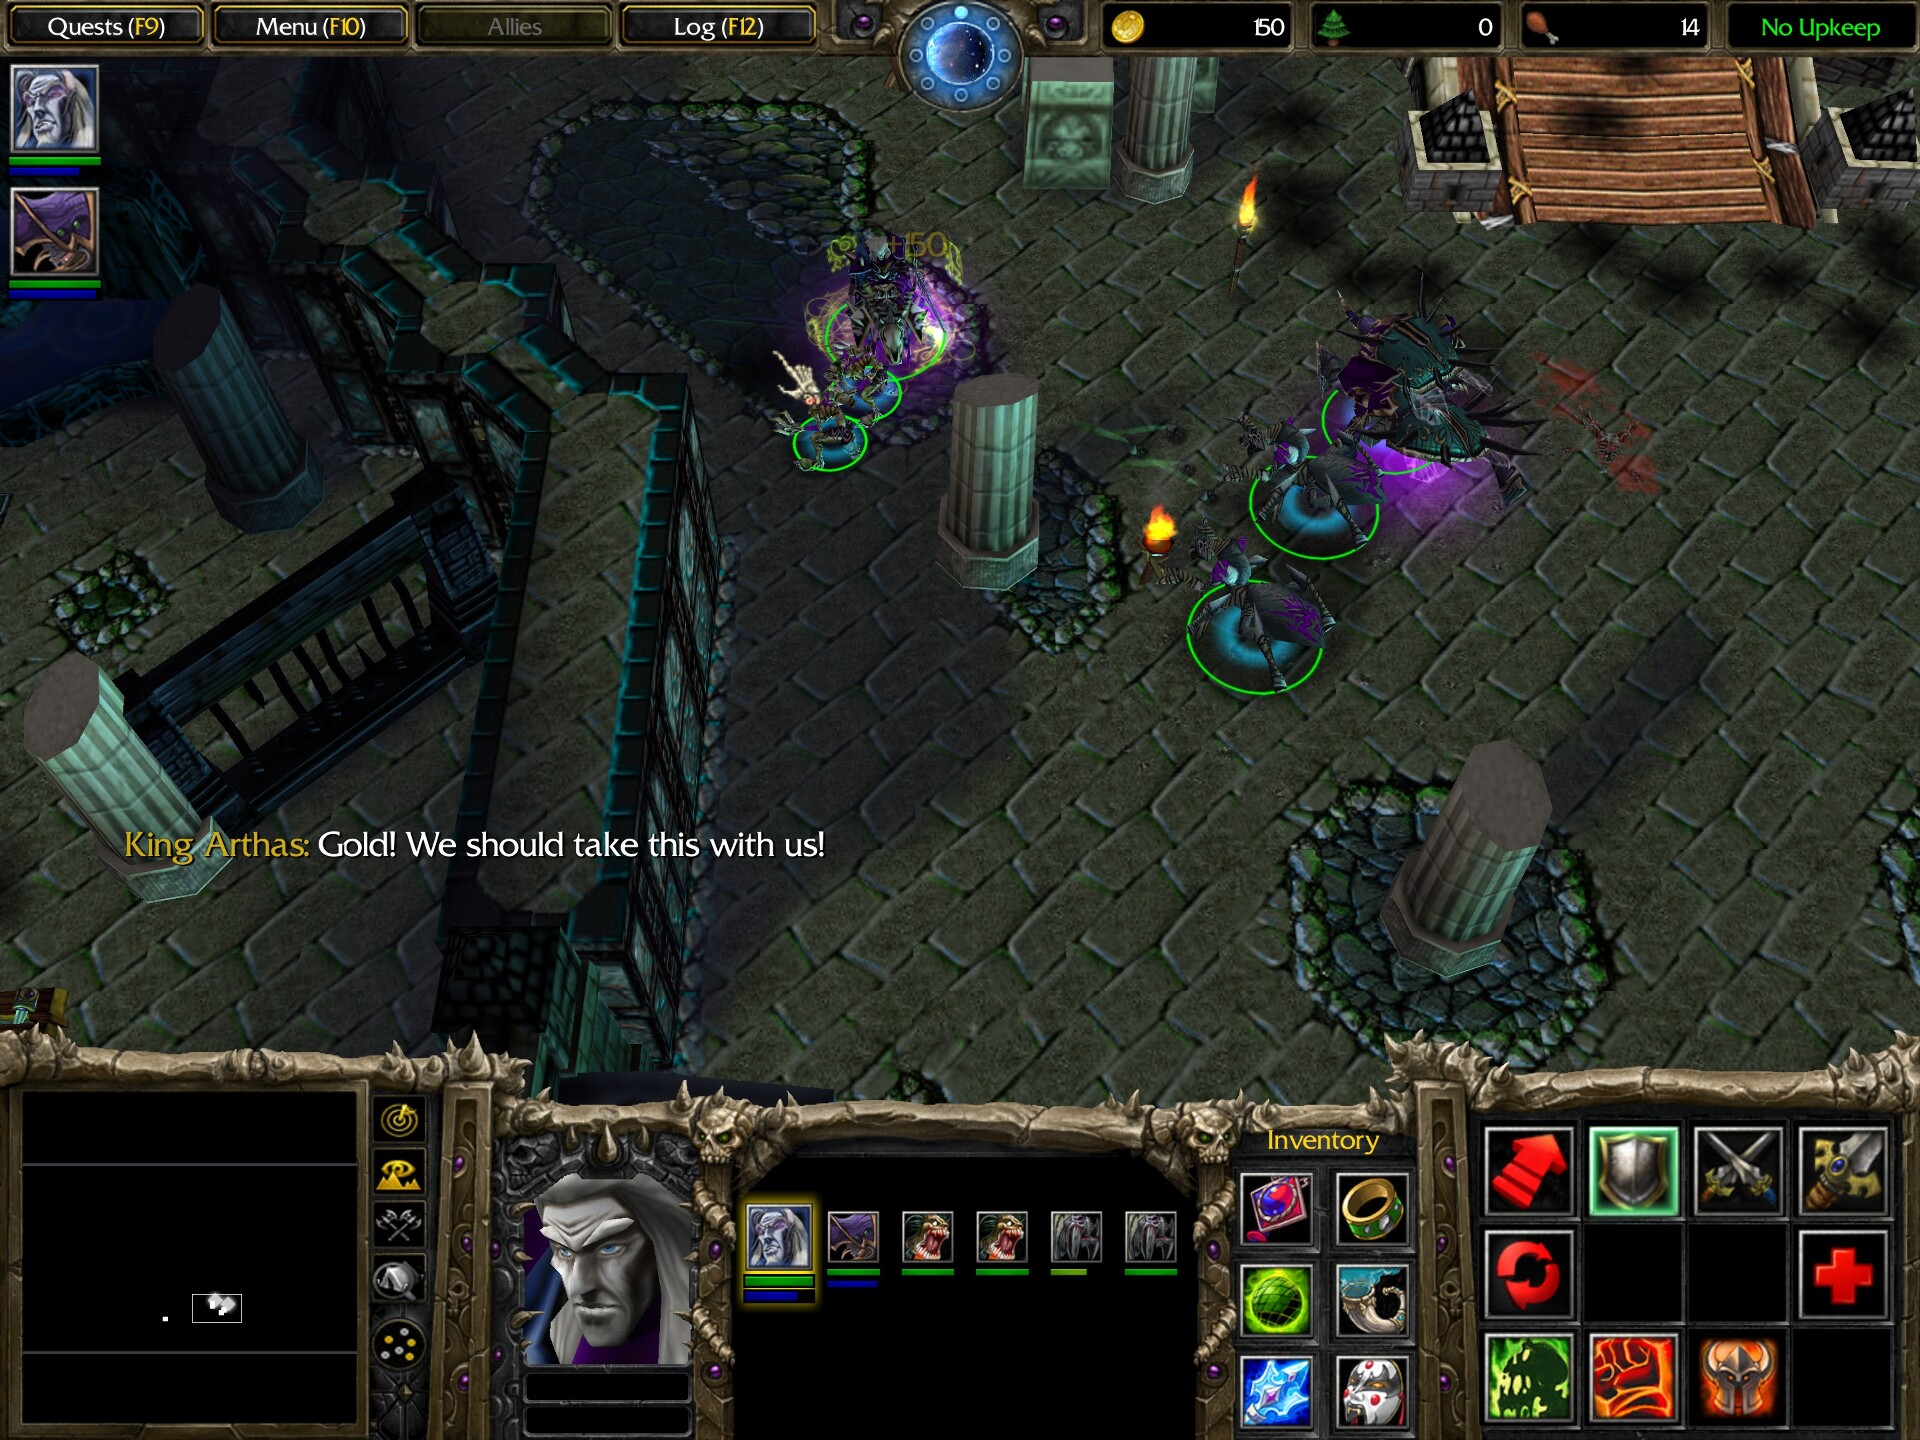 Quests (F9) Menu (F10) Allies Log (F12) 150 0 14 No Upkeep
+150
King Arthas: Gold! We should take this with us!
Inventory